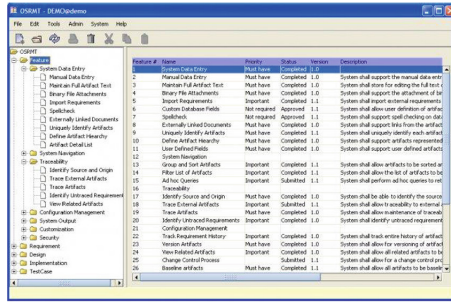 OSRMT - DEMO@demo
File Edit Tools Admin System Help
OSRMT
Feature
System Data Entry
Manual Data Entry
Maintain Full Artifact Text
Binary File Attachments
Import Requirements
Custom Database Fields
Spellcheck
Externally Linked Documents
Uniquely Identify Artifacts
Define Artifact Hierarchy
Artifact Detail List
System Navigation
Traceability
Identify Source and Origin
Trace External Artifacts
Trace Artifacts
Identify Untraced Requirement
View Related Artifacts
Configuration Management
System Output
Customization
Security
Requirement
Design
Implementation
TestCase
Feature # Name Priority Status Version Description
1 System Data Entry Must have Completed 1.0
2 Manual Data Entry Must have Completed 1.0 System shall support the manual data entr
3 Maintain Full Artifact Text Must have Completed 1.0 System shall store for editing the full text o
4 Binary File Attachments Must have Completed 1.0 System shall support the attachment of bi
5 Import Requirements Important Completed 1.1 System shall import external requirements
6 Custom Database Fields Not required Approved 1.1 System shall allow user definition of artifac
7 Spellcheck Not required Approved 1.1 System shall support spell checking on dat
8 Externally Linked Documents Must have Completed 1.0 System shall support links from the artifact
9 Uniquely Identify Artifacts Must have Completed 1.0 System shall uniquely identify each artifact
10 Define Artifact Hierarchy Must have Completed 1.0 System shall support artifacts represented
11 User Defined Fields Must have Completed 1.0 System shall support user defined artifact
12 System Navigation
13 Group and Sort Artifacts Important Completed 1.1 System shall allow artifacts to be sorted ar
14 Filter List of Artifacts Important Completed 1.1 System shall allow the list of artifacts to be
15 Ad hoc Queries Important Submitted 1.1 System shall perform ad hoc queries to ret
16 Traceability
17 Identify Source and Origin Must have Completed 1.0 System shall be able to identify the source
18 Trace External Artifacts Important Submitted 1.1 System shall allow traceability to external
19 Trace Artifacts Must have Completed 1.0 System shall allow maintenance of traceab
20 Identify Untraced Requirements Important Completed 1.0 System shall identify untraced requirement
21 Configuration Management
22 Track Requirement History Important Completed 1.0 System shall track entire history of artifact
23 Version Artifacts Must have Completed 1.0 System shall allow for versioning of artifact
24 View Related Artifacts Important Completed 1.0 System shall allow all related artifacts to be
25 Change Control Process Submitted 1.1 System shall allow for a change control pro
26 Baseline artifacts Must have Completed 1.1 System shall allow all artifacts to be baselin